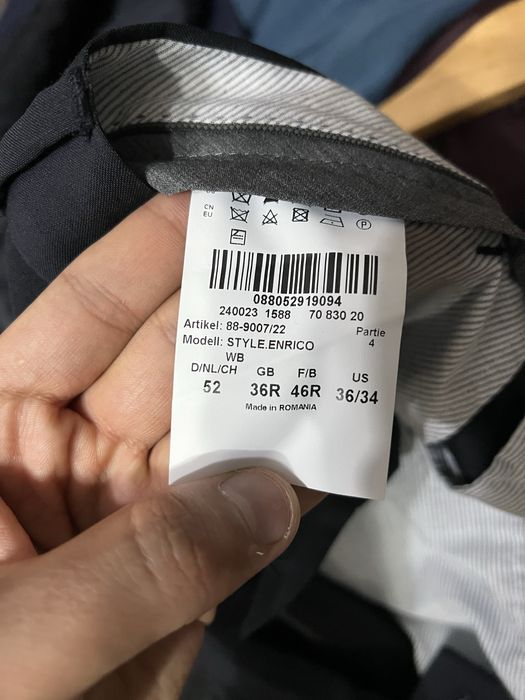 CN
EU
P
088052919094
240023 1588 70 830 20
Artikel: 88-9007/22 Partie
Modell: STYLE.ENRICO 4
WB
D/NL/CH GB F/B US
52 36R 46R 36/34
Made in ROMANIA